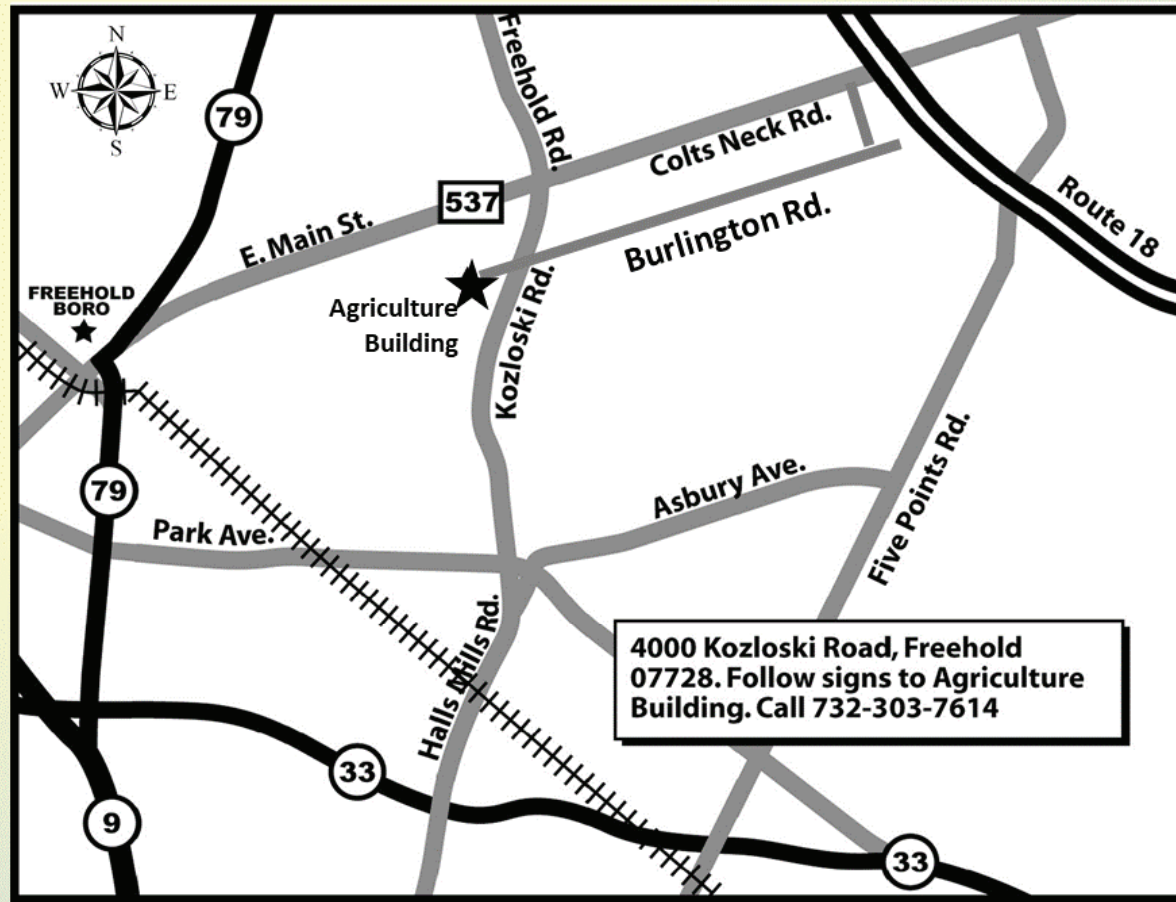 N
W
E
S
79
Freehold Rd.
Colts Neck Rd.
537
E. Main St.
Burlington Rd.
Route 18
FREEHOLD
BORO
Agriculture
Building
Kozloski Rd.
79
Park Ave.
Asbury Ave.
Five Points Rd.
Halls Mills Rd.
4000 Kozloski Road, Freehold
07728. Follow signs to Agriculture
Building. Call 732-303-7614
33
9
33